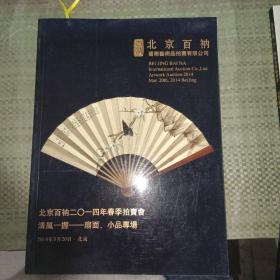 北京百衲
國際藝術品拍賣有限公司
BEIJING BAINA
International Auction Co.,Ltd.
Artwork Auction 2014
Mar 20th, 2014 BeiJing
北京百衲二〇一四年春季拍賣會
清風一握——扇面、小品專場
2014年3月20日·北京